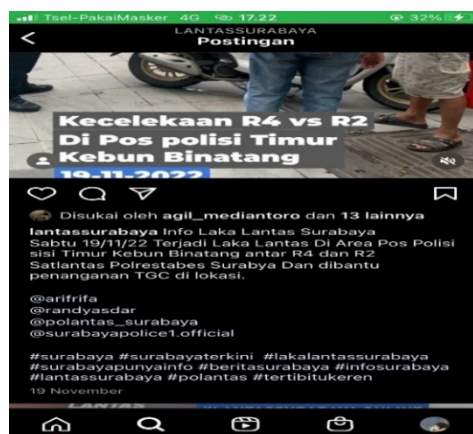 Tsel-PakaiMasker 4G 17.22 32%
LANTASSURABAYA
Postingan
Kecelekaan R4 vs R2
Di Pos polisi Timur
Kebun Binatang
19-11-2022
Disukai oleh agil_mediantoro dan 13 lainnya
lantassurabaya Info Laka Lantas Surabaya
Sabtu 19/11/22 Terjadi Laka Lantas Di Area Pos Polisi
sisi Timur Kebun Binatang antar R4 dan R2
Satlantas Polrestabes Surabya Dan dibantu
penanganan TGC di lokasi.
@arifrifa
@randyasdar
@polantas_surabaya
@surabayapolice1.official
#surabaya #surabayaterkini #lakalantassurabaya
#surabayapunyainfo #beritasurabaya #infosurabaya
#lantassurabaya #polantas #tertibitukeren
19 November